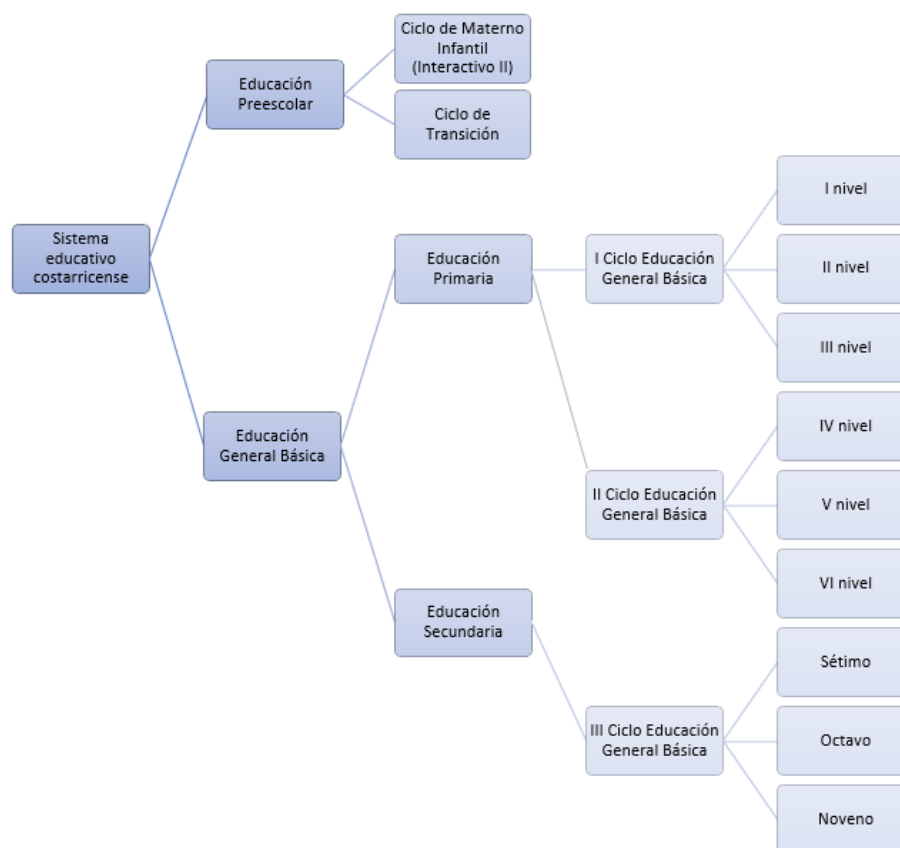 Sistema
educativo
costarricense
Educación
Preescolar
Ciclo de Materno
Infantil
(Interactivo II)
Ciclo de
Transición
Educación
General Básica
Educación
Primaria
I Ciclo Educación
General Básica
I nivel
II nivel
III nivel
II Ciclo Educación
General Básica
IV nivel
V nivel
VI nivel
Educación
Secundaria
III Ciclo Educación
General Básica
Sétimo
Octavo
Noveno